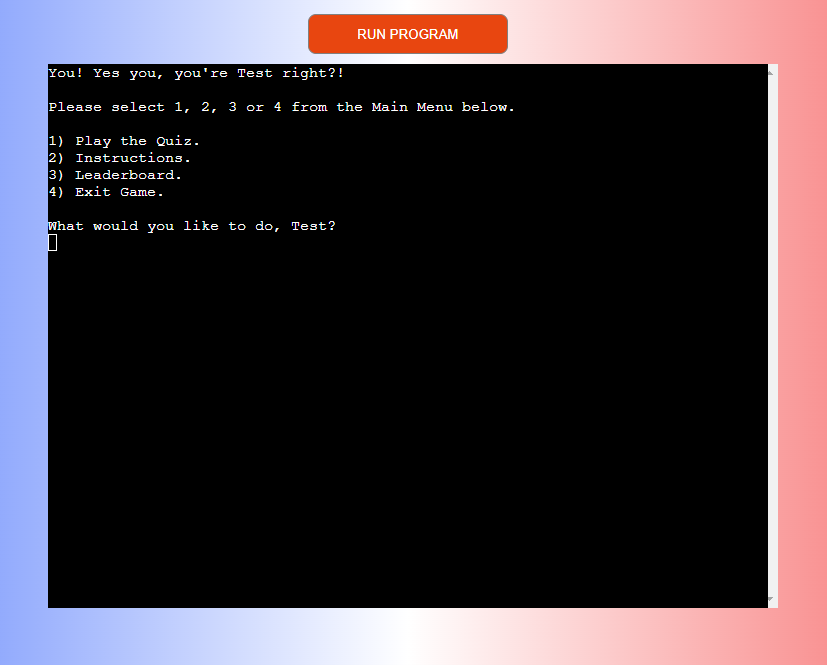 RUN PROGRAM
You! Yes you, you're Test right?!
Please select 1, 2, 3 or 4 from the Main Menu below.
1) Play the Quiz.
2) Instructions.
3) Leaderboard.
4) Exit Game.
What would you like to do, Test?